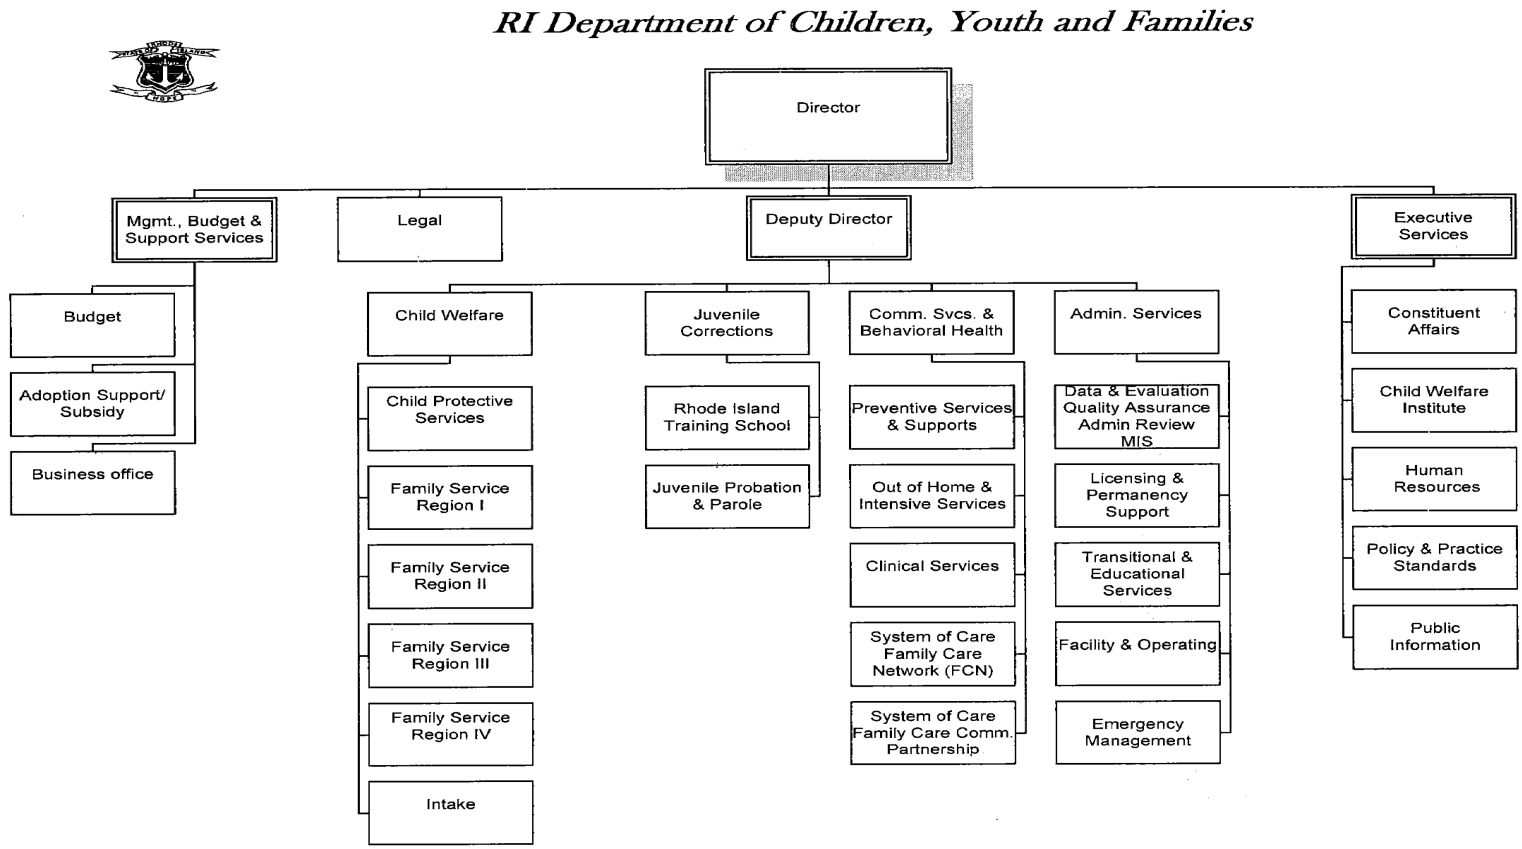 RI Department of Children, Youth and Families
RHODE
STATE OF
ISLAND
HOPE
Director
Mgmt., Budget &
Support Services
Legal
Deputy Director
Executive
Services
Budget
Adoption Support/
Subsidy
Business office
Child Welfare
Child Protective
Services
Family Service
Region I
Family Service
Region II
Family Service
Region III
Family Service
Region IV
Intake
Juvenile
Corrections
Rhode Island
Training School
Juvenile Probation
& Parole
Comm. Svcs. &
Behavioral Health
Preventive Services
& Supports
Out of Home &
Intensive Services
Clinical Services
System of Care
Family Care
Network (FCN)
System of Care
Family Care Comm.
Partnership
Admin. Services
Data & Evaluation
Quality Assurance
Admin Review
MIS
Licensing &
Permanency
Support
Transitional &
Educational
Services
Facility & Operating
Emergency
Management
Constituent
Affairs
Child Welfare
Institute
Human
Resources
Policy & Practice
Standards
Public
Information